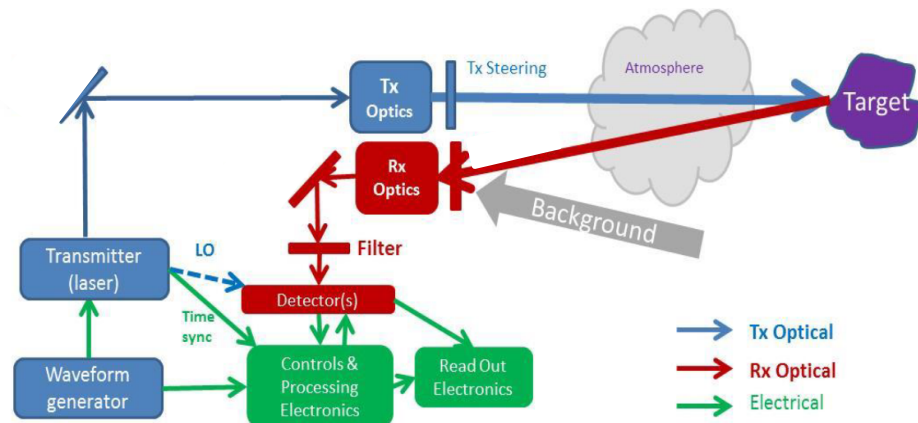 Tx
Optics
Tx Steering
Atmosphere
Target
Rx
Optics
Background
Filter
Transmitter
(laser)
LO
Detector(s)
Time
sync
Waveform
generator
Controls &
Processing
Electronics
Read Out
Electronics
Tx Optical
Rx Optical
Electrical